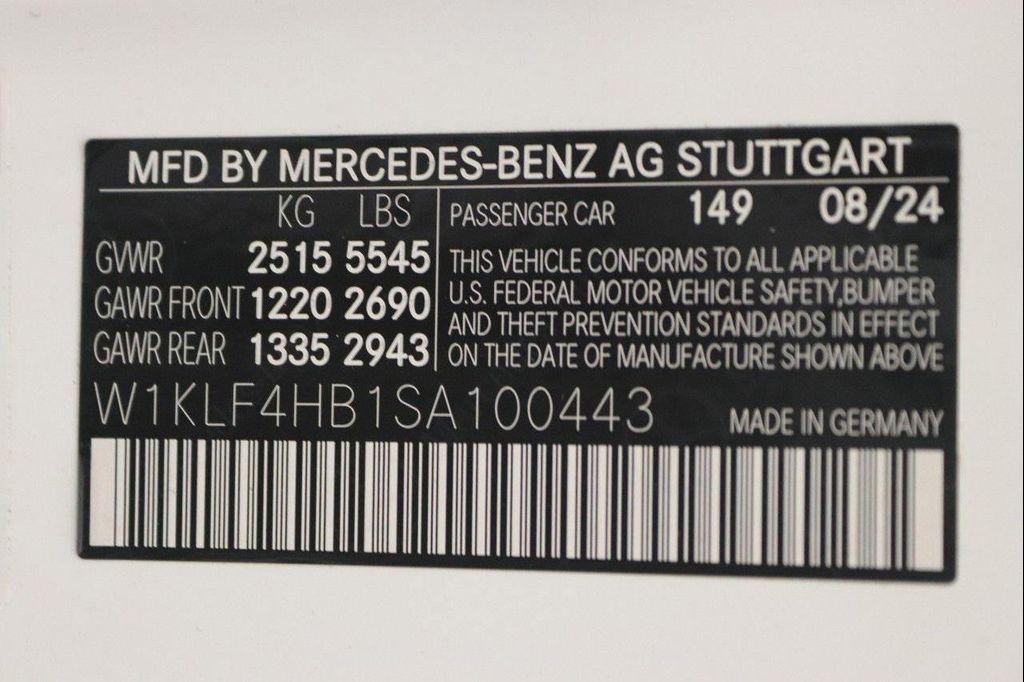 MFD BY MERCEDES-BENZ AG STUTTGART
KG LBS
GVWR 2515 5545
GAWR FRONT 1220 2690
GAWR REAR 1335 2943
PASSENGER CAR 149 08/24
THIS VEHICLE CONFORMS TO ALL APPLICABLE
U.S. FEDERAL MOTOR VEHICLE SAFETY,BUMPER
AND THEFT PREVENTION STANDARDS IN EFFECT
ON THE DATE OF MANUFACTURE SHOWN ABOVE
W1KLF4HB1SA100443
MADE IN GERMANY